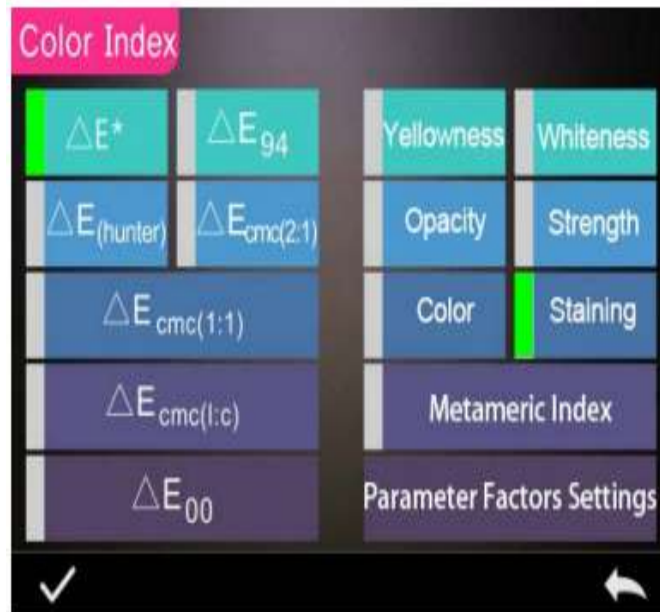 Color Index
△E*
△E94
Yellowness
Whiteness
△E(hunter)
△Ecmc(2:1)
Opacity
Strength
△Ecmc(1:1)
Color
Staining
△Ecmc(l:c)
Metameric Index
△E00
Parameter Factors Settings